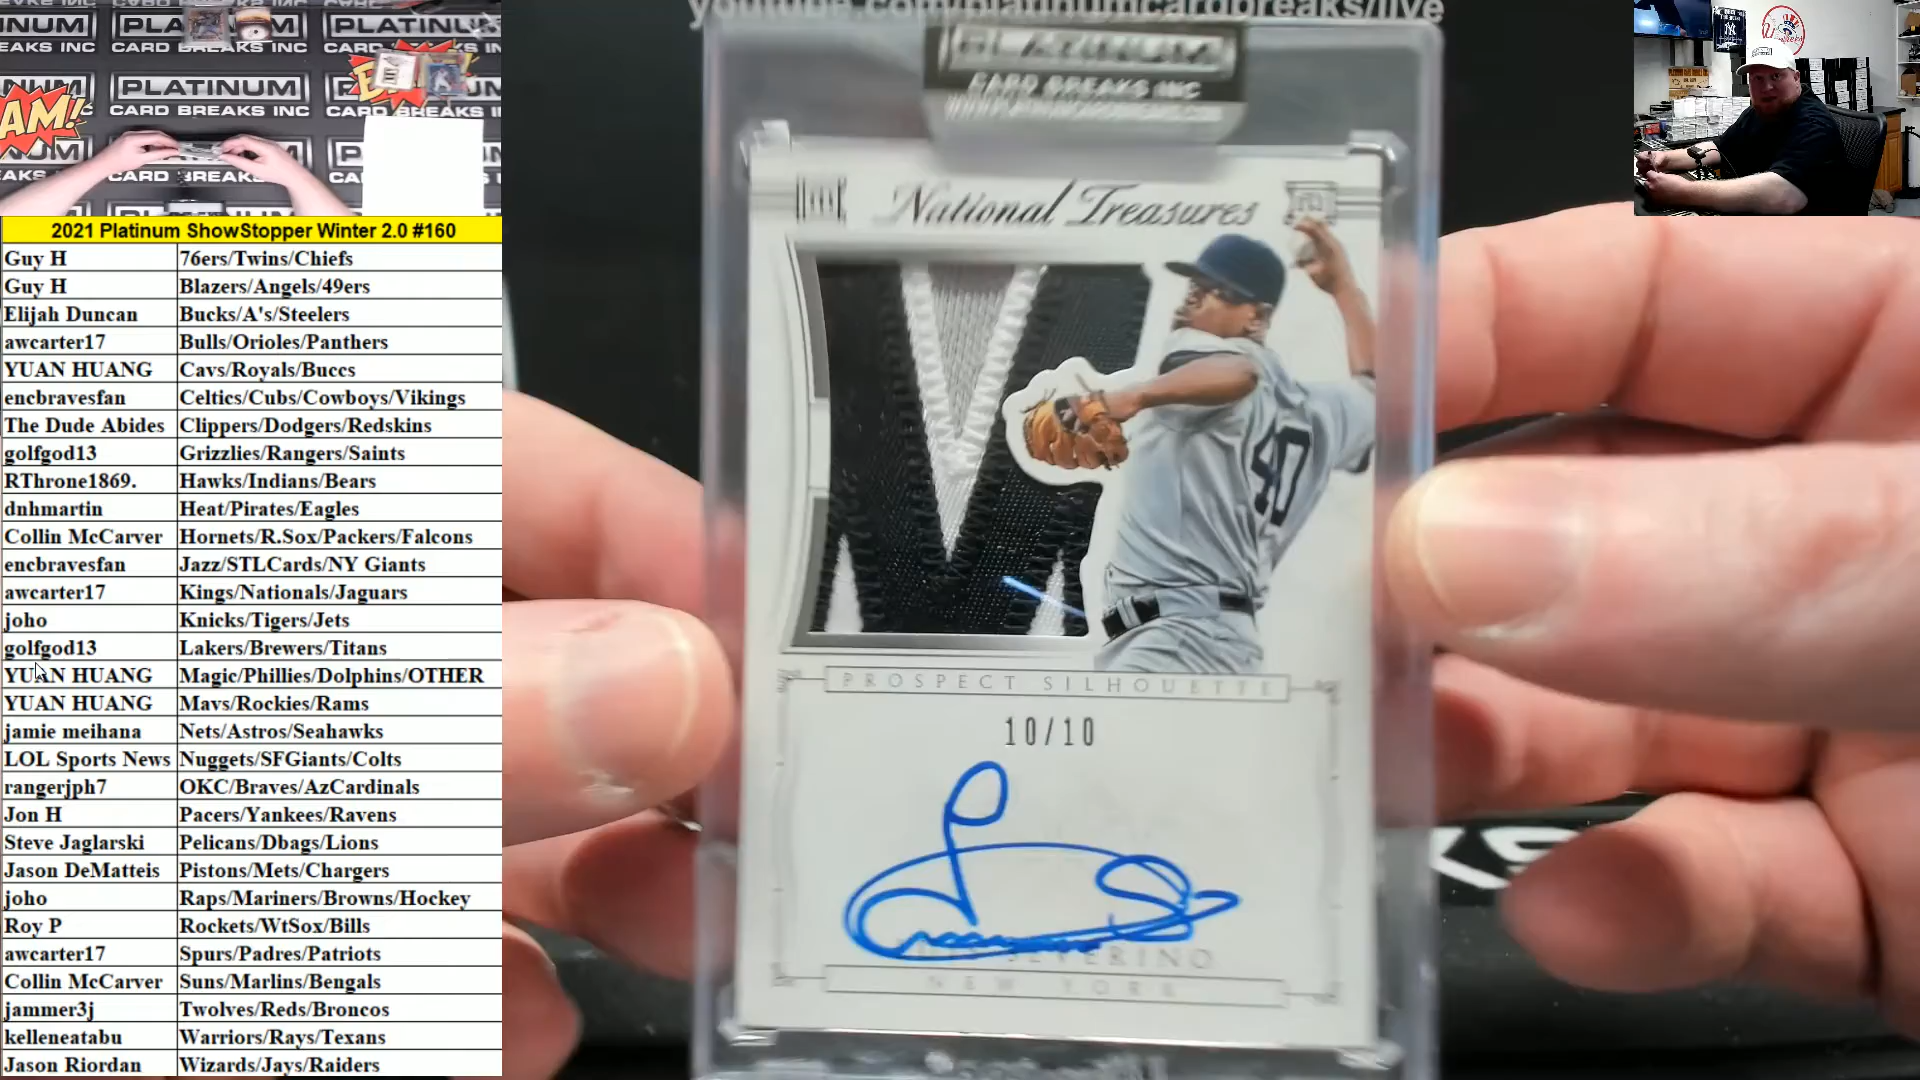 youtube.com/platinumcardbreaks/live
PLATINUM
CARD BREAKS INC
National Treasures
40
PROSPECT SILHOUETTE
10/10
SEVERINO
NEW YORK
PLATINUM
CARD BREAKS INC
BAM!
2021 Platinum ShowStopper Winter 2.0 #160
Guy H 76ers/Twins/Chiefs
Guy H Blazers/Angels/49ers
Elijah Duncan Bucks/A's/Steelers
awcarter17 Bulls/Orioles/Panthers
YUAN HUANG Cavs/Royals/Buccs
encbravesfan Celtics/Cubs/Cowboys/Vikings
The Dude Abides Clippers/Dodgers/Redskins
golfgod13 Grizzlies/Rangers/Saints
RThrone1869. Hawks/Indians/Bears
dnhmartin Heat/Pirates/Eagles
Collin McCarver Hornets/R.Sox/Packers/Falcons
encbravesfan Jazz/STLCards/NY Giants
awcarter17 Kings/Nationals/Jaguars
joho Knicks/Tigers/Jets
golfgod13 Lakers/Brewers/Titans
YUAN HUANG Magic/Phillies/Dolphins/OTHER
YUAN HUANG Mavs/Rockies/Rams
jamie meihana Nets/Astros/Seahawks
LOL Sports News Nuggets/SFGiants/Colts
rangerjph7 OKC/Braves/AzCardinals
Jon H Pacers/Yankees/Ravens
Steve Jaglarski Pelicans/Dbags/Lions
Jason DeMatteis Pistons/Mets/Chargers
joho Raps/Mariners/Browns/Hockey
Roy P Rockets/WtSox/Bills
awcarter17 Spurs/Padres/Patriots
Collin McCarver Suns/Marlins/Bengals
jammer3j Twolves/Reds/Broncos
kelleneatabu Warriors/Rays/Texans
Jason Riordan Wizards/Jays/Raiders